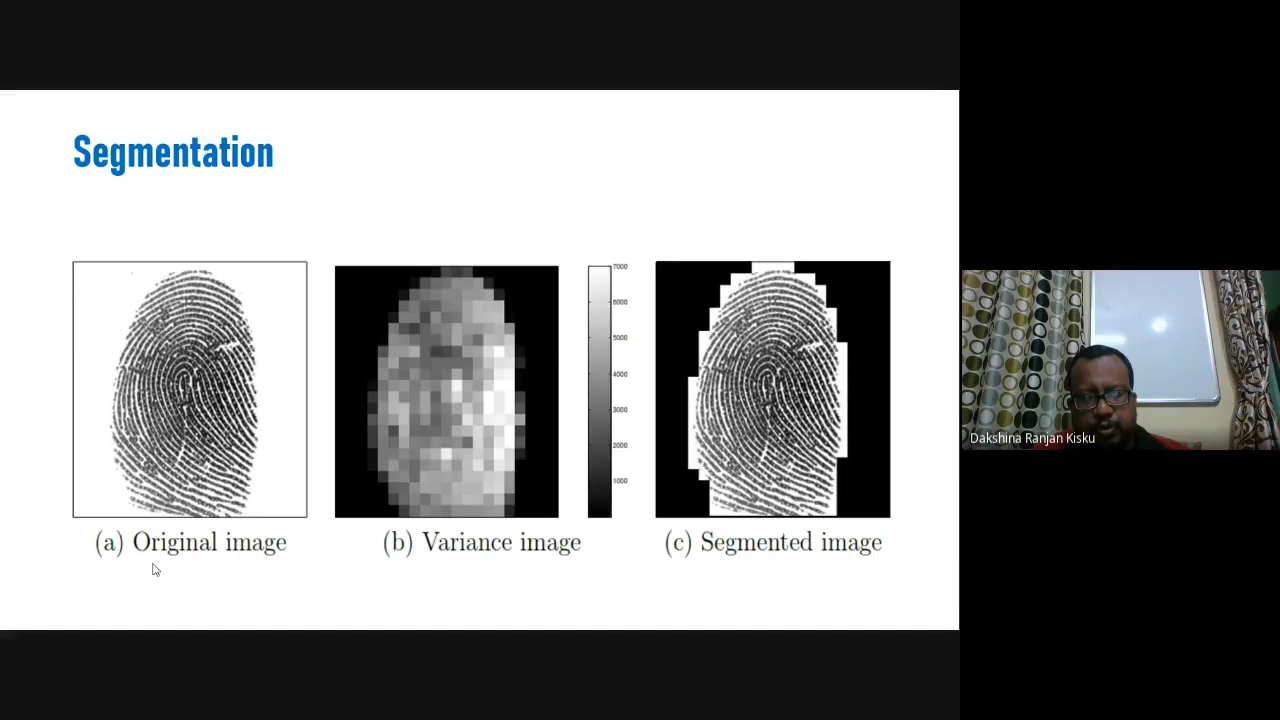 Segmentation
7000
6000
5000
4000
3000
2000
1000
(a) Original image
(b) Variance image
(c) Segmented image
Dakshina Ranjan Kisku